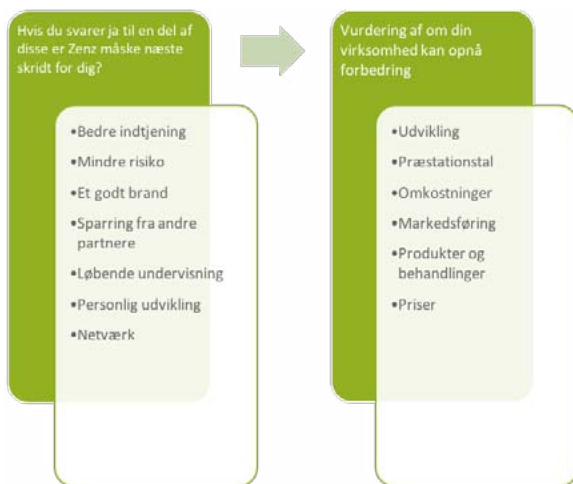 Hvis du svarer ja til en del af
disse er Zenz måske næste
skridt for dig?
•Bedre indtjening
•Mindre risiko
•Et godt brand
•Sparring fra andre
partnere
•Løbende undervisning
•Personlig udvikling
•Netværk
Vurdering af om din
virksomhed kan opnå
forbedring
•Udvikling
•Præstationstal
•Omkostninger
•Markedsføring
•Produkter og
behandlinger
•Priser